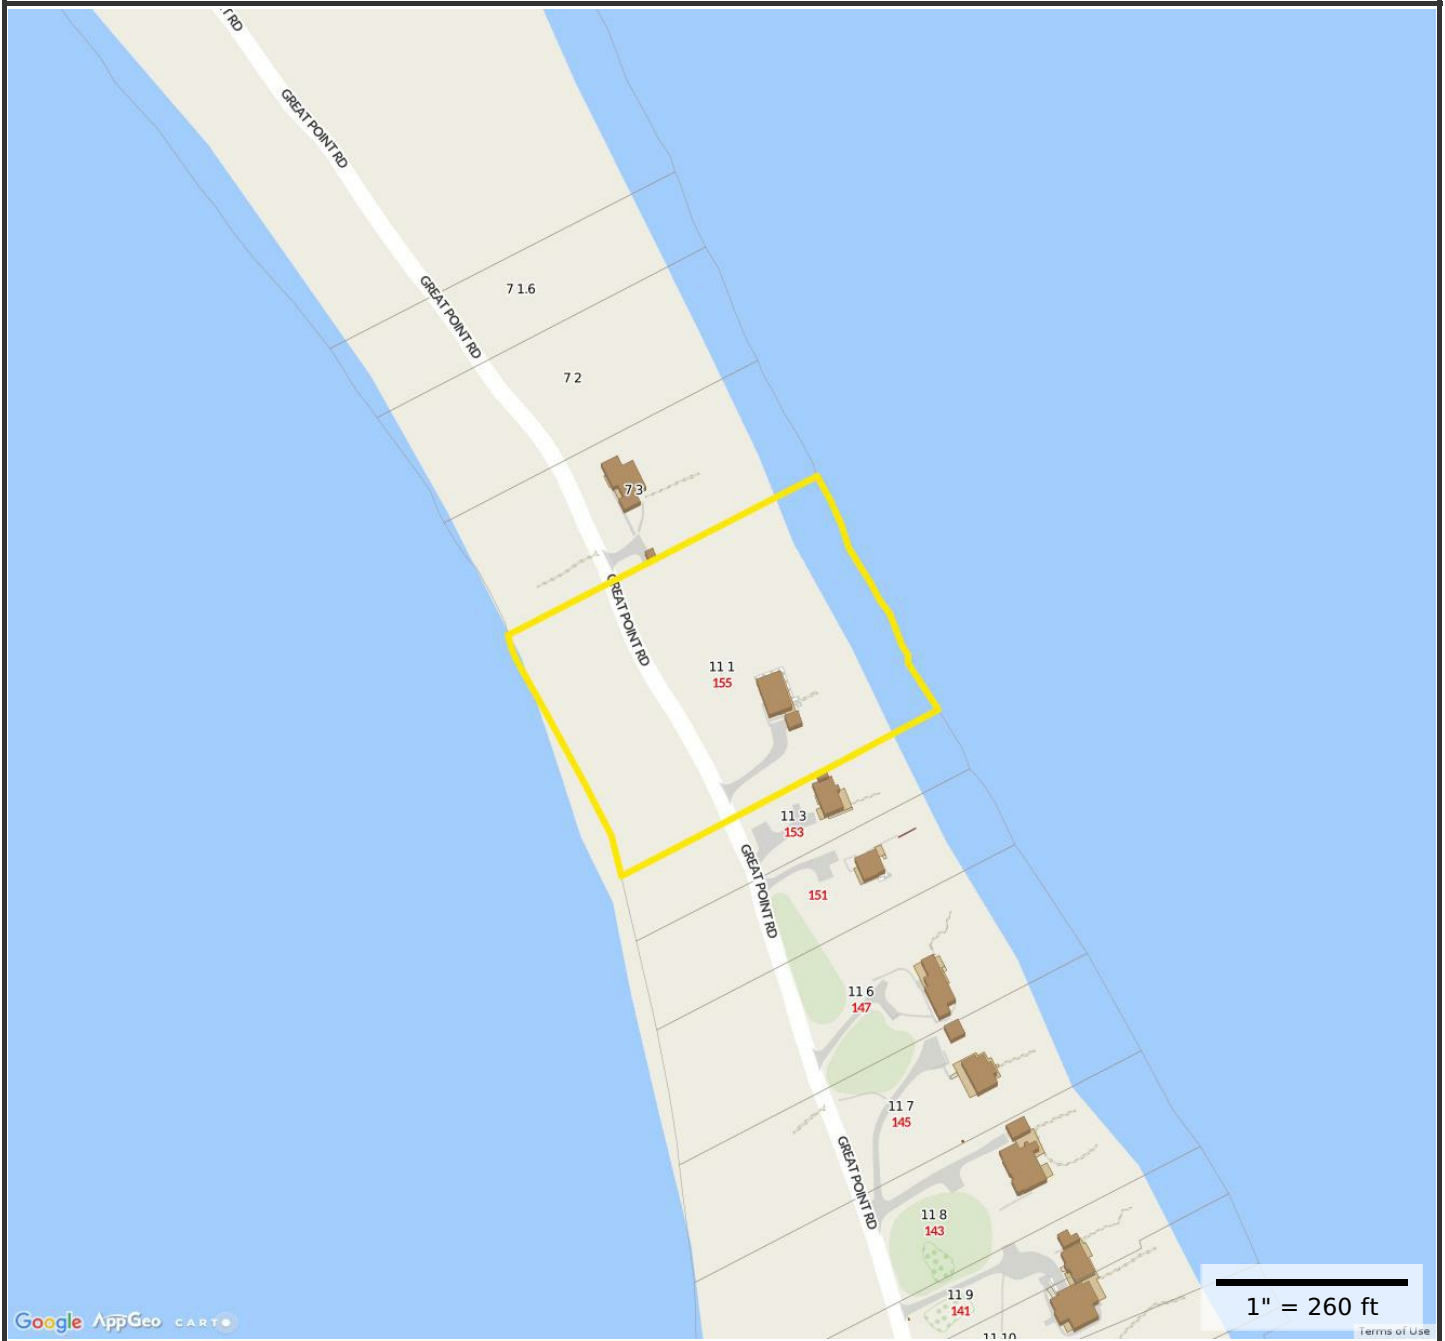 T RD
GREAT POINT RD
GREAT POINT RD
7 1.6
7 2
7 3
GREAT POINT RD
11 1
155
11 3
153
GREAT POINT RD
151
11 6
147
11 7
145
GREAT POINT RD
11 8
143
11 9
141
11 10
1" = 260 ft
Google AppGeo CARTO
Terms of Use